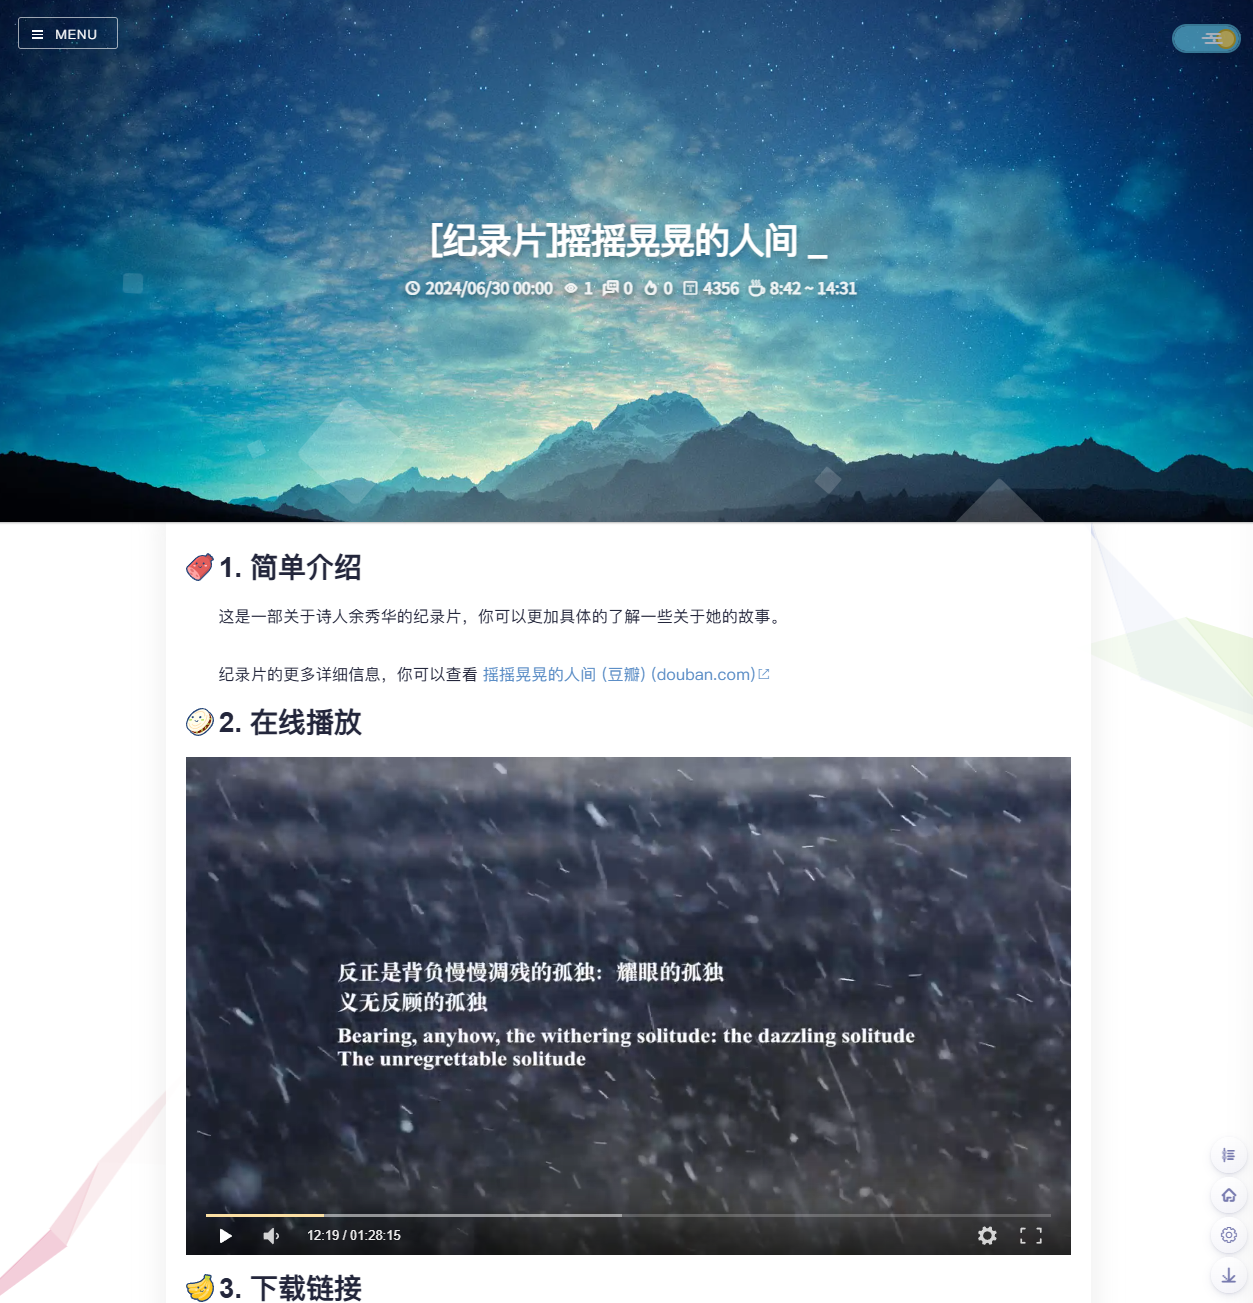 MENU
[纪录片]摇摇晃晃的人间 _
2024/06/30 00:00 1 0 0 4356 8:42 ~ 14:31
1. 简单介绍
这是一部关于诗人余秀华的纪录片，你可以更加具体的了解一些关于她的故事。
纪录片的更多详细信息，你可以查看 摇摇晃晃的人间 (豆瓣) (douban.com)
2. 在线播放
反正是背负慢慢凋残的孤独：耀眼的孤独
义无反顾的孤独
Bearing, anyhow, the withering solitude: the dazzling solitude
The unregrettable solitude
12:19 / 01:28:15
3. 下载链接